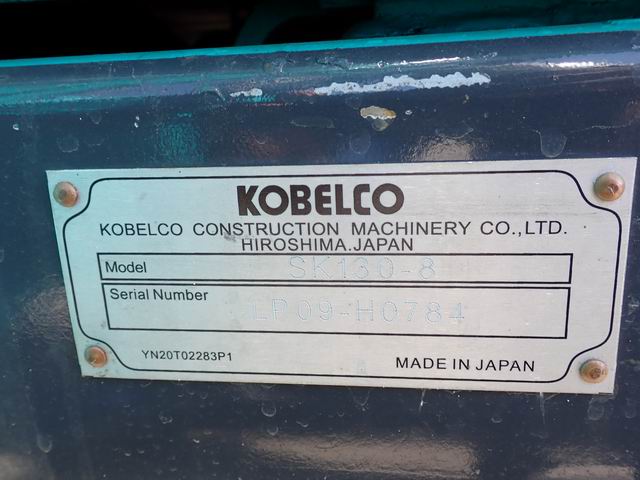 KOBELCO
KOBELCO CONSTRUCTION MACHINERY CO.,LTD.
HIROSHIMA.JAPAN
Model SK130-8
Serial Number LP09-H0784
YN20T02283P1 MADE IN JAPAN